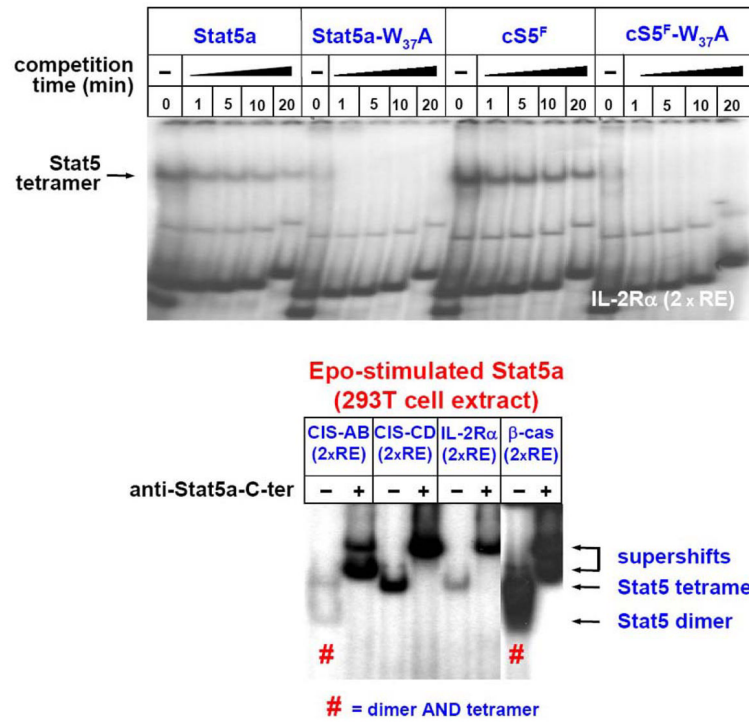 Stat5a Stat5a-W37A cS5F cS5F-W37A
competition
time (min)
– – – –
0 1 5 10 20 0 1 5 10 20 0 1 5 10 20 0 1 5 10 20
Stat5
tetramer
IL-2Rα (2 x RE)
Epo-stimulated Stat5a
(293T cell extract)
CIS-AB CIS-CD IL-2Rα β-cas
(2xRE) (2xRE) (2xRE) (2xRE)
anti-Stat5a-C-ter – + – + – + – +
supershifts
Stat5 tetrame
Stat5 dimer
# #
# = dimer AND tetramer